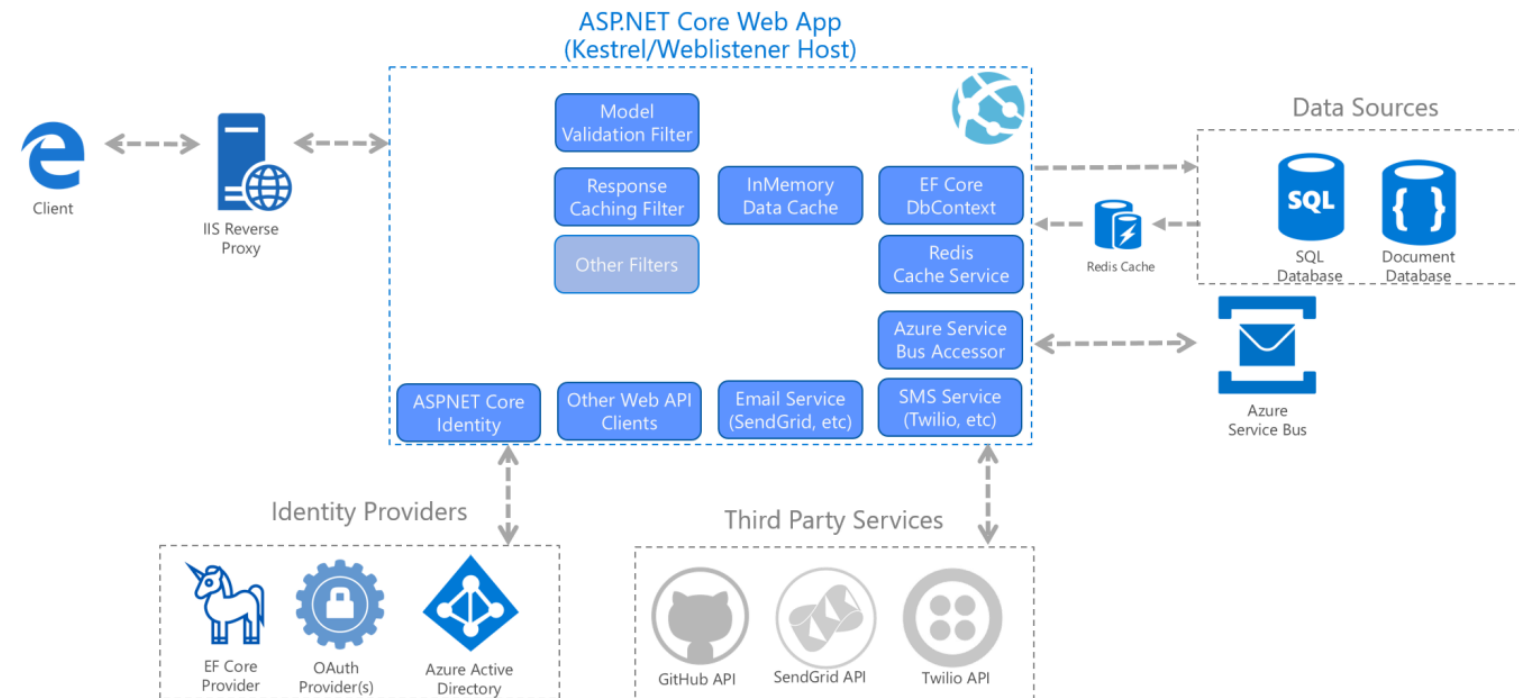 ASP.NET Core Web App
(Kestrel/Weblistener Host)
Client
IIS Reverse
Proxy
Model
Validation Filter
Response
Caching Filter
Other Filters
InMemory
Data Cache
EF Core
DbContext
Redis
Cache Service
Azure Service
Bus Accessor
ASPNET Core
Identity
Other Web API
Clients
Email Service
(SendGrid, etc)
SMS Service
(Twilio, etc)
Redis Cache
Data Sources
SQL
SQL
Database
{ }
Document
Database
Azure
Service Bus
Identity Providers
EF Core
Provider
OAuth
Provider(s)
Azure Active
Directory
Third Party Services
GitHub API
SendGrid API
Twilio API